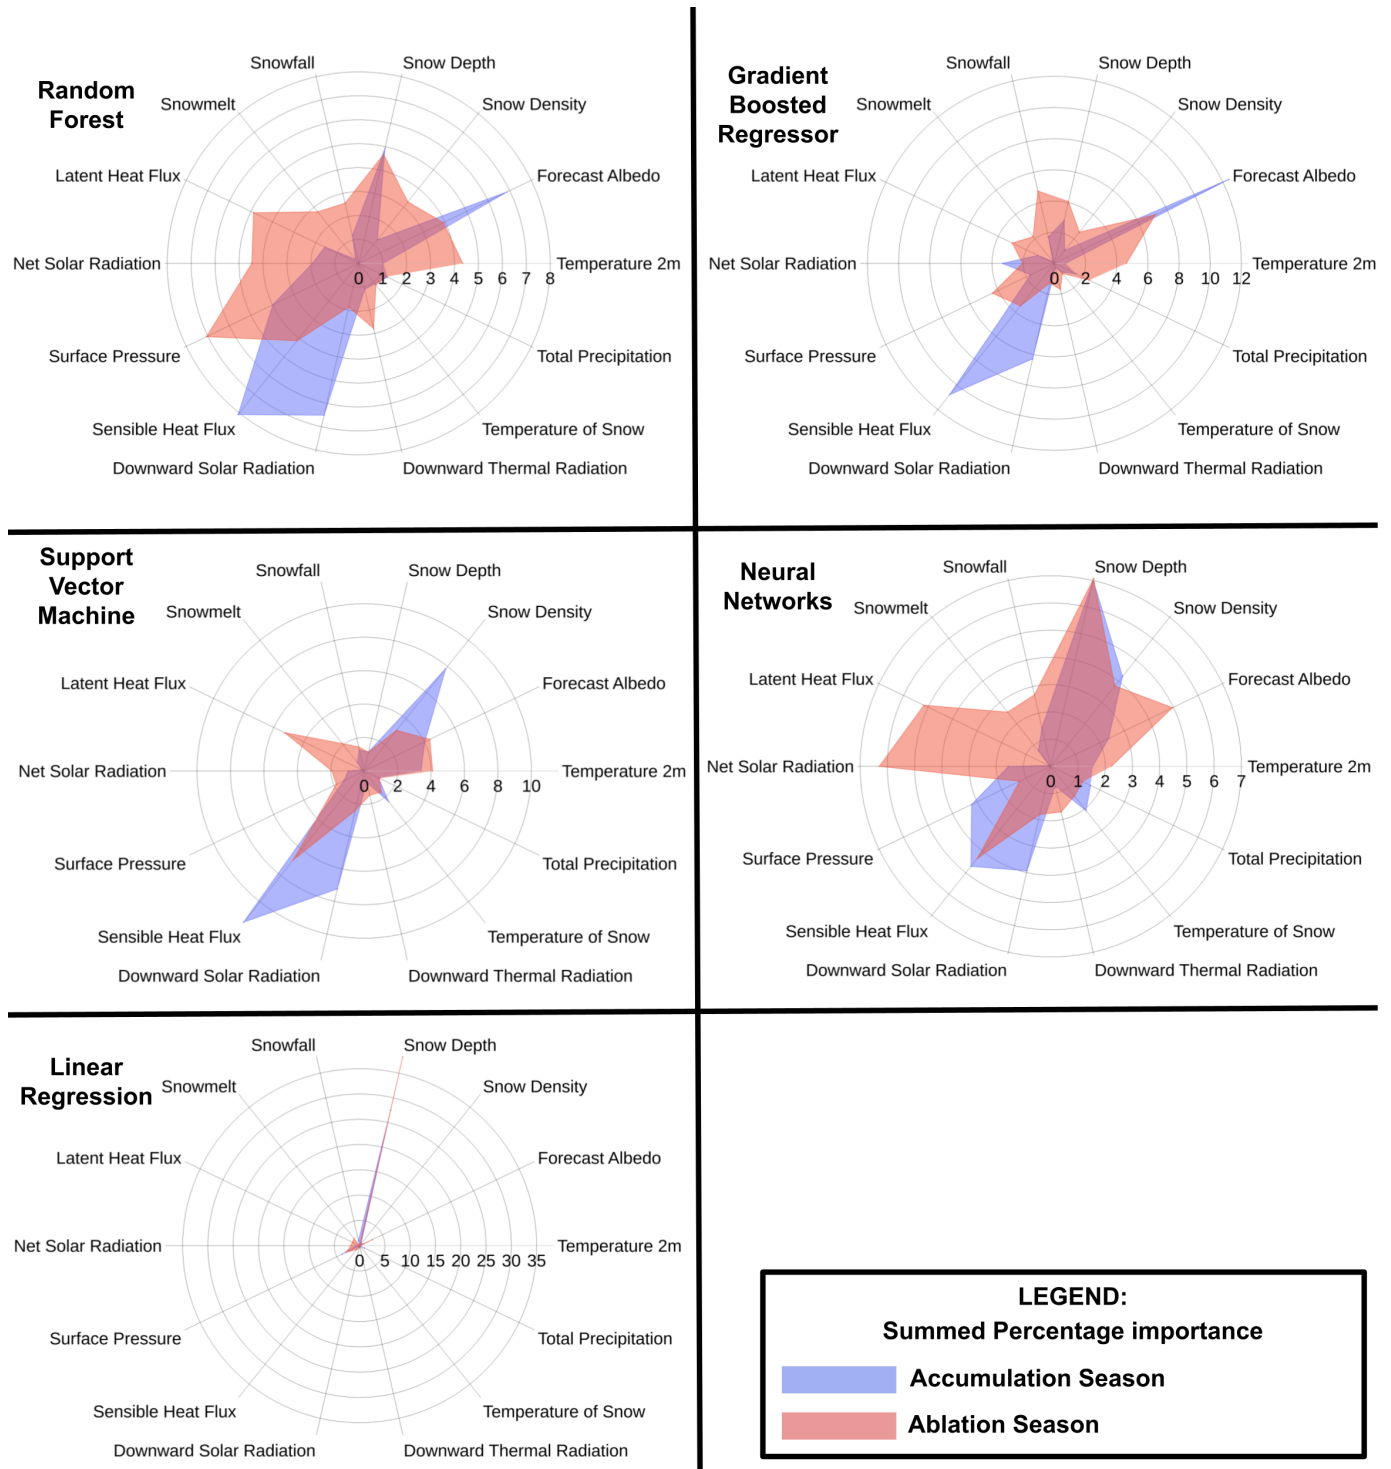 Random
Forest
Snowfall
Snow Depth
Snowmelt
Snow Density
Latent Heat Flux
Forecast Albedo
Net Solar Radiation
0 1 2 3 4 5 6 7 8
Temperature 2m
Surface Pressure
Total Precipitation
Sensible Heat Flux
Temperature of Snow
Downward Solar Radiation
Downward Thermal Radiation
Gradient
Boosted
Regressor
Snowfall
Snow Depth
Snowmelt
Snow Density
Latent Heat Flux
Forecast Albedo
Net Solar Radiation
0 2 4 6 8 10 12
Temperature 2m
Surface Pressure
Total Precipitation
Sensible Heat Flux
Temperature of Snow
Downward Solar Radiation
Downward Thermal Radiation
Support
Vector
Machine
Snowfall
Snow Depth
Snowmelt
Snow Density
Latent Heat Flux
Forecast Albedo
Net Solar Radiation
0 2 4 6 8 10
Temperature 2m
Surface Pressure
Total Precipitation
Sensible Heat Flux
Temperature of Snow
Downward Solar Radiation
Downward Thermal Radiation
Neural
Networks
Snowfall
Snow Depth
Snowmelt
Snow Density
Latent Heat Flux
Forecast Albedo
Net Solar Radiation
0 1 2 3 4 5 6 7
Temperature 2m
Surface Pressure
Total Precipitation
Sensible Heat Flux
Temperature of Snow
Downward Solar Radiation
Downward Thermal Radiation
Linear
Regression
Snowfall
Snow Depth
Snowmelt
Snow Density
Latent Heat Flux
Forecast Albedo
Net Solar Radiation
0 5 10 15 20 25 30 35
Temperature 2m
Surface Pressure
Total Precipitation
Sensible Heat Flux
Temperature of Snow
Downward Solar Radiation
Downward Thermal Radiation
LEGEND:
Summed Percentage importance
Accumulation Season
Ablation Season